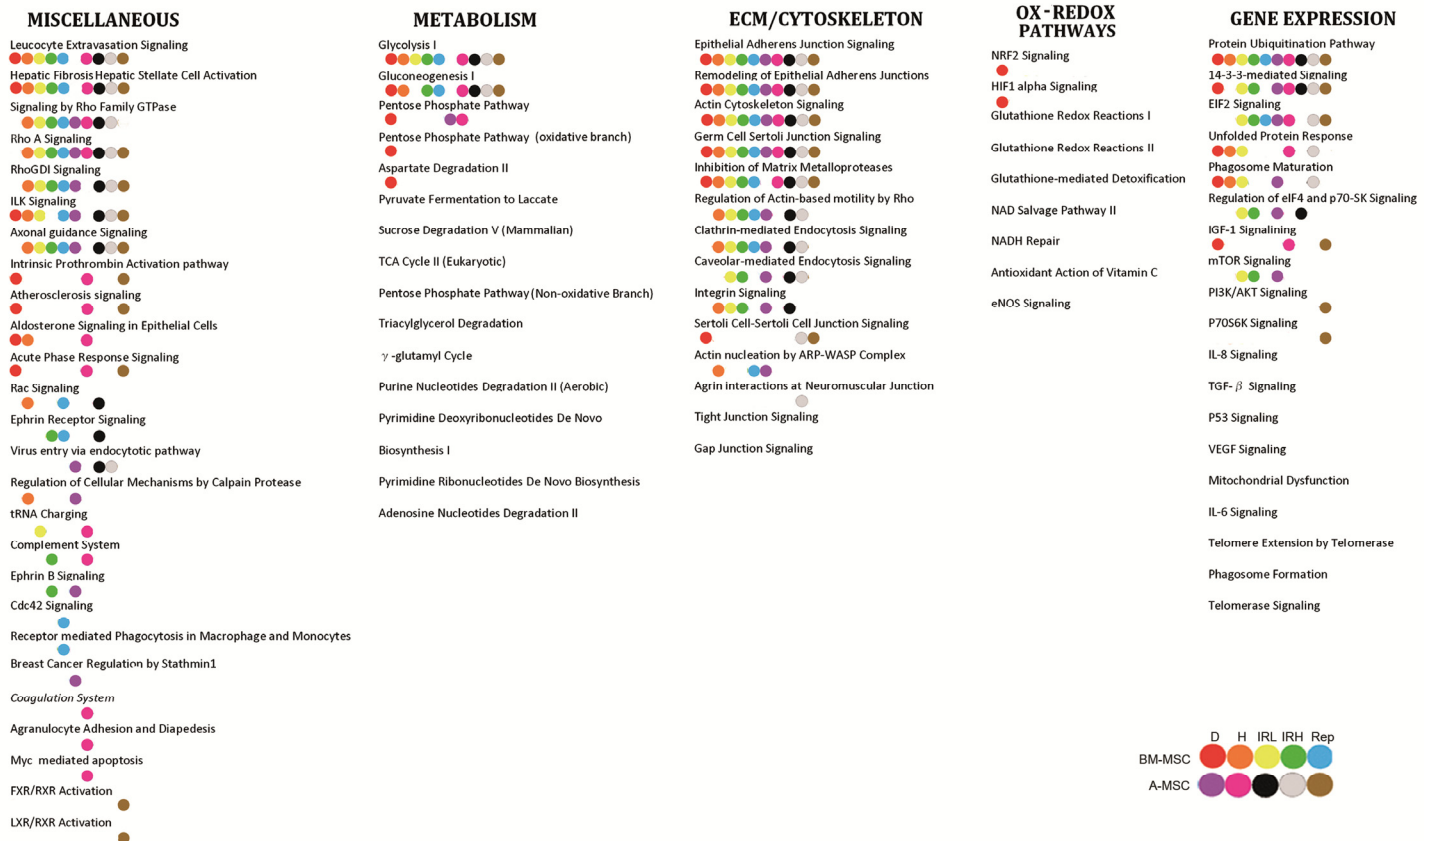 MISCELLANEOUS
Leucocyte Extravasation Signaling
Hepatic Fibrosis Hepatic Stellate Cell Activation
Signaling by Rho Family GTPase
Rho A Signaling
RhoGDI Signaling
ILK Signaling
Axonal guidance Signaling
Intrinsic Prothrombin Activation pathway
Atherosclerosis signaling
Aldosterone Signaling in Epithelial Cells
Acute Phase Response Signaling
Rac Signaling
Ephrin Receptor Signaling
Virus entry via endocytotic pathway
Regulation of Cellular Mechanisms by Calpain Protease
tRNA Charging
Complement System
Ephrin B Signaling
Cdc42 Signaling
Receptor mediated Phagocytosis in Macrophage and Monocytes
Breast Cancer Regulation by Stathmin1
Coagulation System
Agranulocyte Adhesion and Diapedesis
Myc mediated apoptosis
FXR/RXR Activation
LXR/RXR Activation
METABOLISM
Glycolysis I
Gluconeogenesis I
Pentose Phosphate Pathway
Pentose Phosphate Pathway (oxidative branch)
Aspartate Degradation II
Pyruvate Fermentation to Laccate
Sucrose Degradation V (Mammalian)
TCA Cycle II (Eukaryotic)
Pentose Phosphate Pathway (Non-oxidative Branch)
Triacylglycerol Degradation
γ-glutamyl Cycle
Purine Nucleotides Degradation II (Aerobic)
Pyrimidine Deoxyribonucleotides De Novo
Biosynthesis I
Pyrimidine Ribonucleotides De Novo Biosynthesis
Adenosine Nucleotides Degradation II
ECM/CYTOSKELETON
Epithelial Adherens Junction Signaling
Remodeling of Epithelial Adherens Junctions
Actin Cytoskeleton Signaling
Germ Cell Sertoli Junction Signaling
Inhibition of Matrix Metalloproteases
Regulation of Actin-based motility by Rho
Clathrin-mediated Endocytosis Signaling
Caveolar-mediated Endocytosis Signaling
Integrin Signaling
Sertoli Cell-Sertoli Cell Junction Signaling
Actin nucleation by ARP-WASP Complex
Agrin interactions at Neuromuscular Junction
Tight Junction Signaling
Gap Junction Signaling
OX-REDOX
PATHWAYS
NRF2 Signaling
HIF1 alpha Signaling
Glutathione Redox Reactions I
Glutathione Redox Reactions II
Glutathione-mediated Detoxification
NAD Salvage Pathway II
NADH Repair
Antioxidant Action of Vitamin C
eNOS Signaling
GENE EXPRESSION
Protein Ubiquitination Pathway
14-3-3-mediated Signaling
EIF2 Signaling
Unfolded Protein Response
Phagosome Maturation
Regulation of eIF4 and p70-SK Signaling
IGF-1 Signalining
mTOR Signaling
PI3K/AKT Signaling
P70S6K Signaling
IL-8 Signaling
TGF-β Signaling
P53 Signaling
VEGF Signaling
Mitochondrial Dysfunction
IL-6 Signaling
Telomere Extension by Telomerase
Phagosome Formation
Telomerase Signaling
D H IRL IRH Rep
BM-MSC
A-MSC